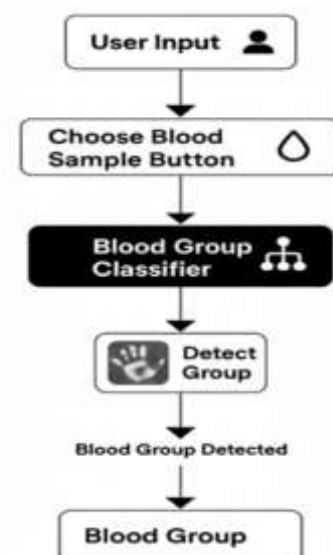 User Input
Choose Blood
Sample Button
Blood Group
Classifier
Detect
Group
Blood Group Detected
Blood Group